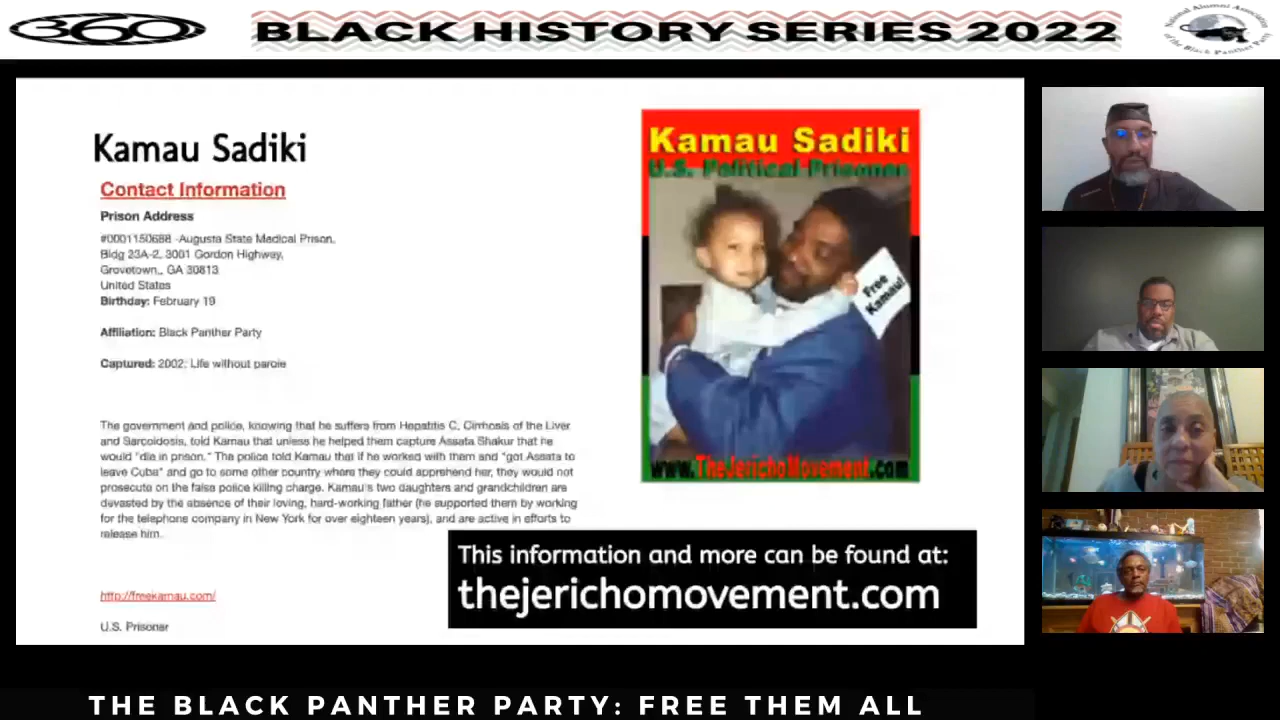 360
BLACK HISTORY SERIES 2022
National Alumni Association
of the Black Panther Party
Kamau Sadiki
Contact Information
Prison Address
#0001150688 -Augusta State Medical Prison,
Bldg 23A-2, 3001 Gordon Highway,
Grovetown,, GA 30813
United States
Birthday: February 19
Affiliation: Black Panther Party
Captured: 2002: Life without parole
The government and police, knowing that he suffers from Hepatitis C, Cirrhosis of the Liver
and Sarcoidosis, told Kamau that unless he helped them capture Assata Shakur that he
would "die in prison." The police told Kamau that if he worked with them and "got Assata to
leave Cuba" and go to some other country where they could apprehend her, they would not
prosecute on the false police killing charge. Kamau's two daughters and grandchildren are
devasted by the absence of their loving, hard-working father (he supported them by working
for the telephone company in New York for over eighteen years), and are active in efforts to
release him.
http://freekamau.com/
U.S. Prisoner
Kamau Sadiki
U.S. Political Prisoner
Free
Kamau!
www.TheJerichoMovement.com
This information and more can be found at:
thejerichomovement.com
THE BLACK PANTHER PARTY: FREE THEM ALL